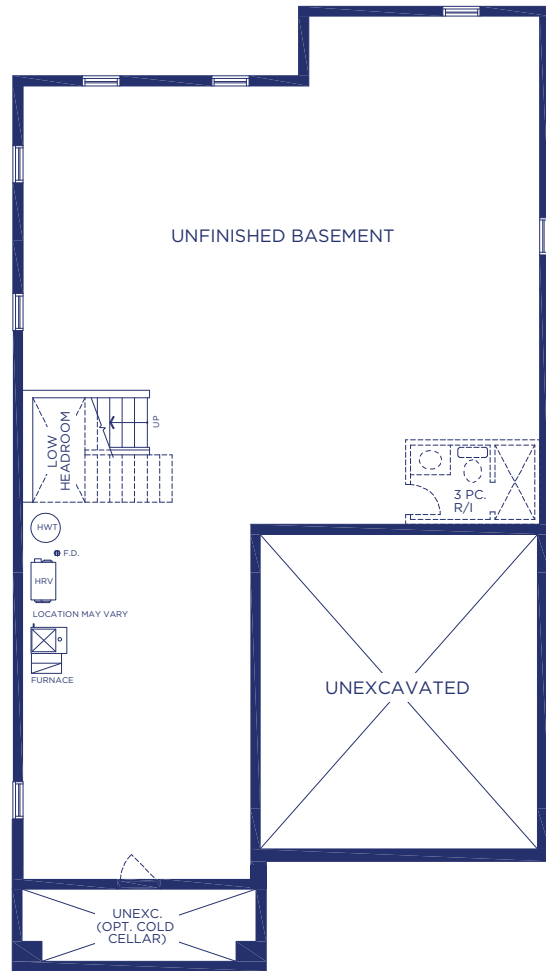 UNFINISHED BASEMENT
LOW
HEADROOM
UP
3 PC.
R/I
HWT
F.D.
HRV
LOCATION MAY VARY
FURNACE
UNEXCAVATED
UNEXC.
(OPT. COLD
CELLAR)